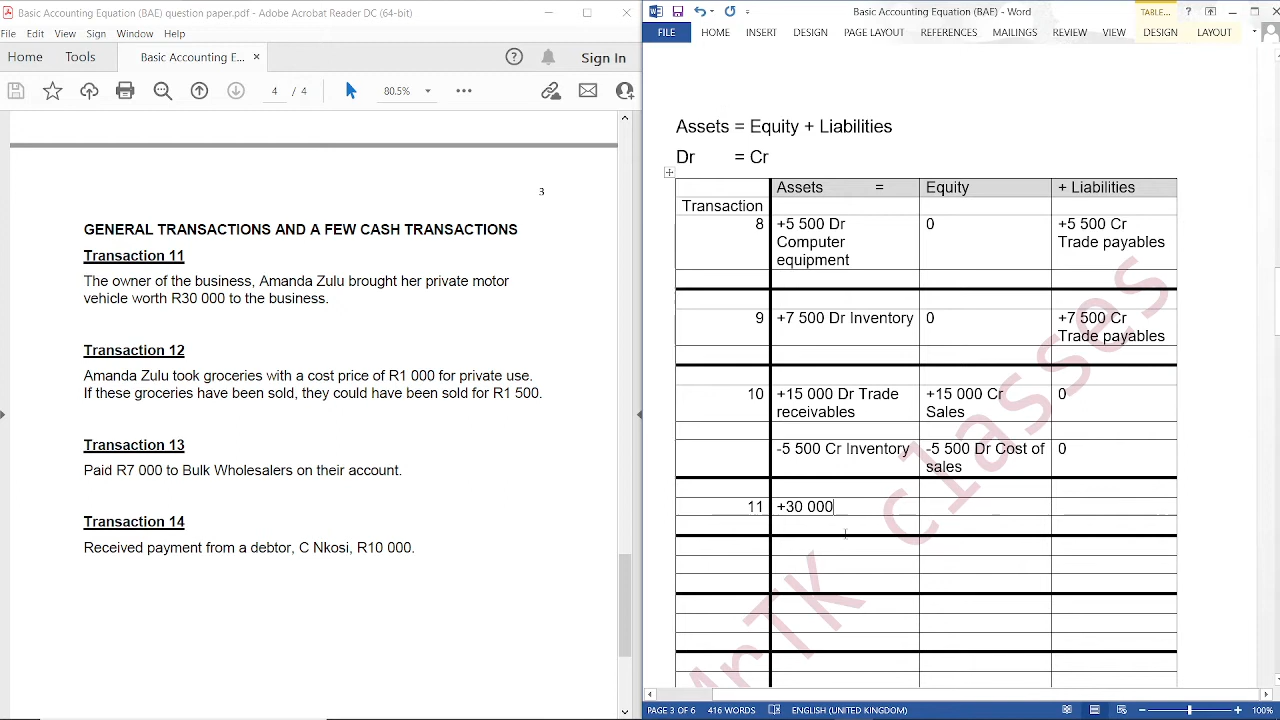 Basic Accounting Equation (BAE) question paper.pdf - Adobe Acrobat Reader DC (64-bit)
File Edit View Sign Window Help
Home Tools Basic Accounting E... × Sign In
4 / 4 80.5%
3
GENERAL TRANSACTIONS AND A FEW CASH TRANSACTIONS
Transaction 11
The owner of the business, Amanda Zulu brought her private motor
vehicle worth R30 000 to the business.
Transaction 12
Amanda Zulu took groceries with a cost price of R1 000 for private use.
If these groceries have been sold, they could have been sold for R1 500.
Transaction 13
Paid R7 000 to Bulk Wholesalers on their account.
Transaction 14
Received payment from a debtor, C Nkosi, R10 000.
Basic Accounting Equation (BAE) - Word TABLE... ?
FILE HOME INSERT DESIGN PAGE LAYOUT REFERENCES MAILINGS REVIEW VIEW DESIGN LAYOUT
Assets = Equity + Liabilities
Dr = Cr
Assets = Equity + Liabilities
Transaction
8 +5 500 Dr 0 +5 500 Cr
Computer Trade payables
equipment
9 +7 500 Dr Inventory 0 +7 500 Cr
Trade payables
10 +15 000 Dr Trade +15 000 Cr 0
receivables Sales
-5 500 Cr Inventory -5 500 Dr Cost of 0
sales
11 +30 000
MrTK classes
PAGE 3 OF 6 416 WORDS ENGLISH (UNITED KINGDOM) 100%